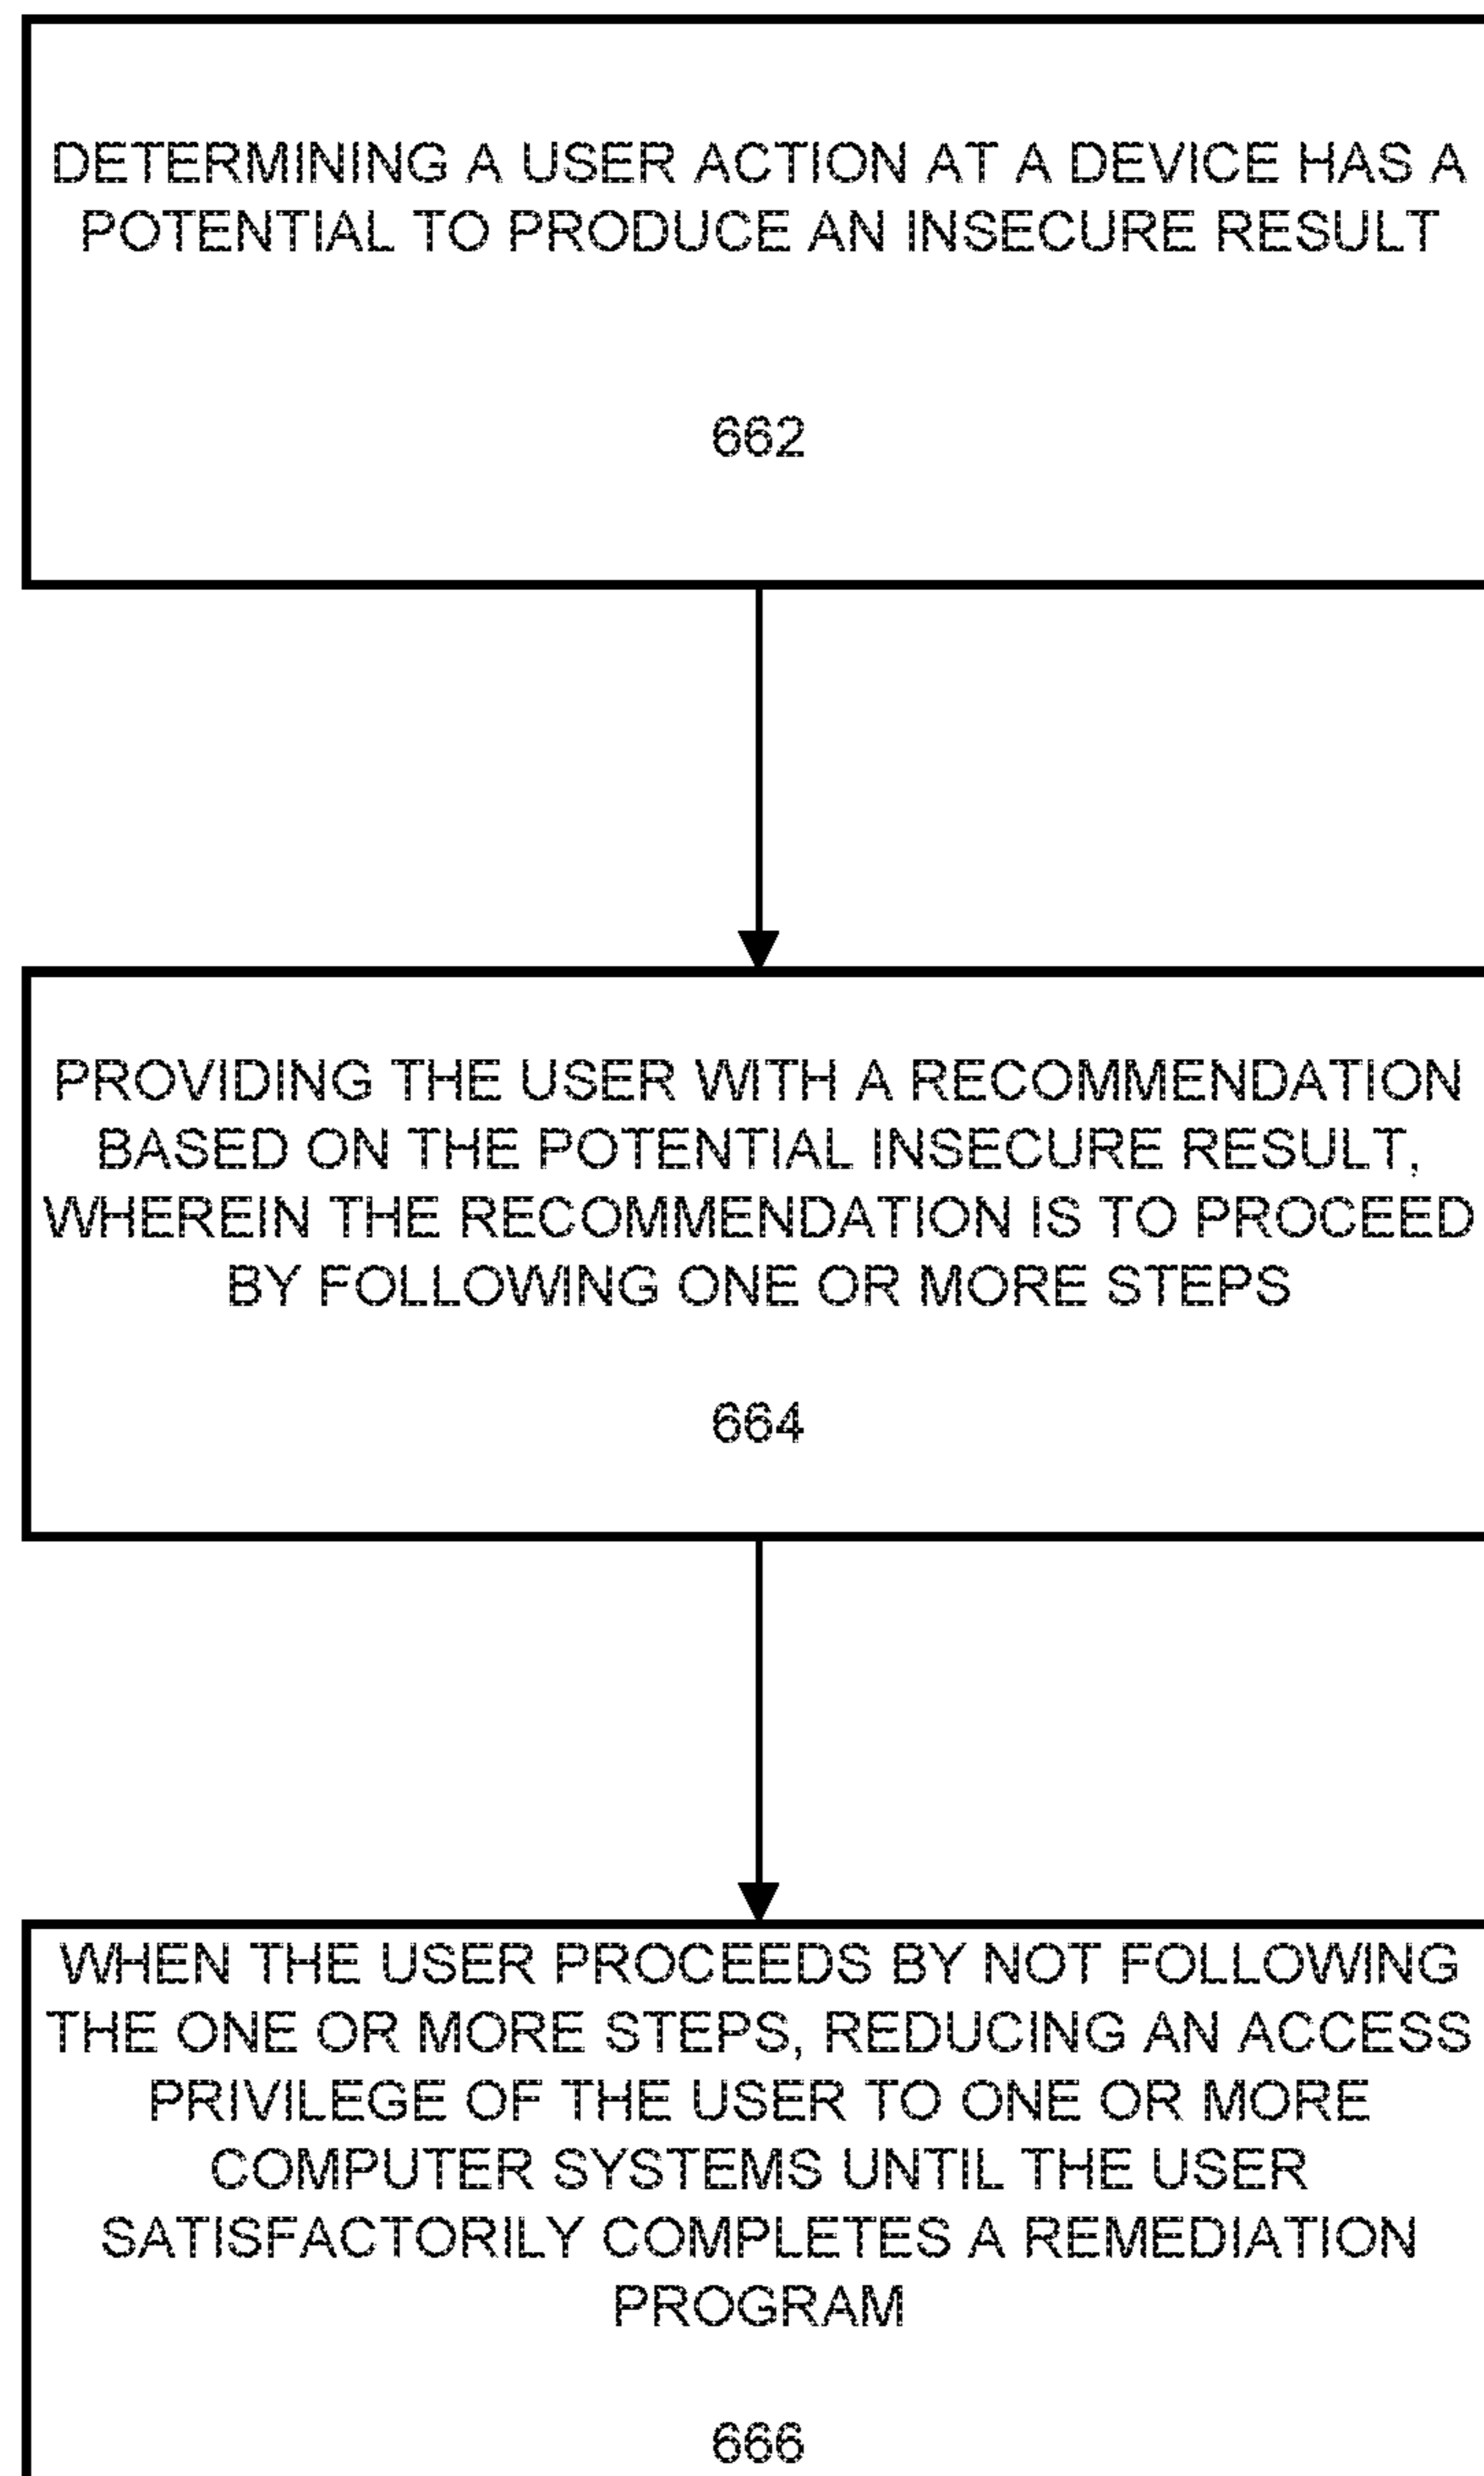 DETERMINING A USER ACTION AT A DEVICE HAS A
POTENTIAL TO PRODUCE AN INSECURE RESULT
662
PROVIDING THE USER WITH A RECOMMENDATION
BASED ON THE POTENTIAL INSECURE RESULT,
WHEREIN THE RECOMMENDATION IS TO PROCEED
BY FOLLOWING ONE OR MORE STEPS
664
WHEN THE USER PROCEEDS BY NOT FOLLOWING
THE ONE OR MORE STEPS, REDUCING AN ACCESS
PRIVILEGE OF THE USER TO ONE OR MORE
COMPUTER SYSTEMS UNTIL THE USER
SATISFACTORILY COMPLETES A REMEDIATION
PROGRAM
666